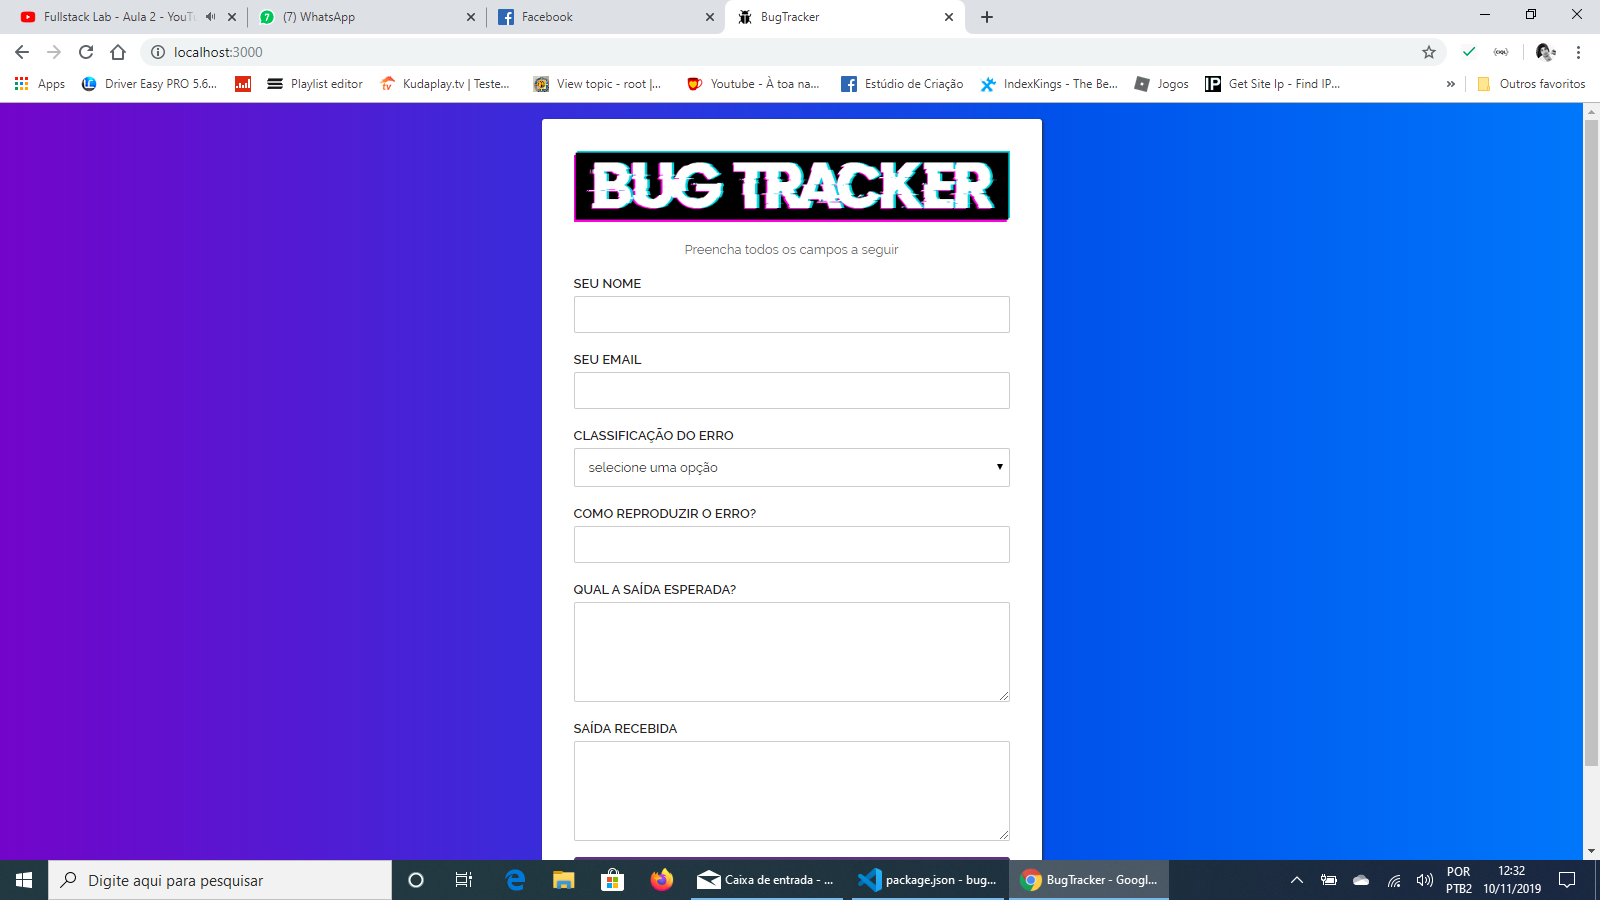 Fullstack Lab - Aula 2 - YouTu
(7) WhatsApp
Facebook
BugTracker
localhost:3000
Apps
Driver Easy PRO 5.6...
Playlist editor
Kudaplay.tv | Teste...
View topic - root |...
Youtube - À toa na...
Estúdio de Criação
IndexKings - The Be...
Jogos
Get Site Ip - Find IP...
Outros favoritos
BUG TRACKER
Preencha todos os campos a seguir
SEU NOME
SEU EMAIL
CLASSIFICAÇÃO DO ERRO
selecione uma opção
COMO REPRODUZIR O ERRO?
QUAL A SAÍDA ESPERADA?
SAÍDA RECEBIDA
Digite aqui para pesquisar
Caixa de entrada - ...
package.json - bug...
BugTracker - Googl...
POR
PTB2
12:32
10/11/2019